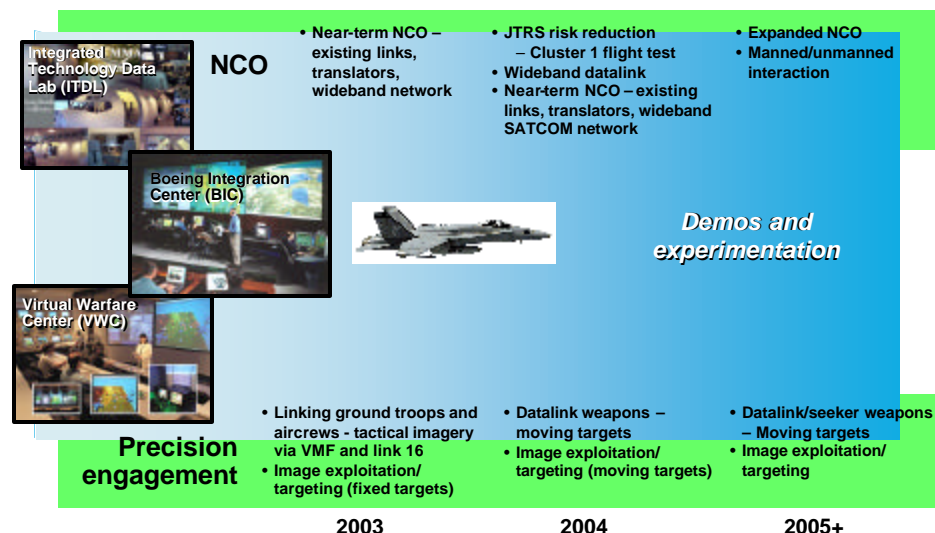 Integrated
Technology Data
Lab (ITDL)
NCO
• Near-term NCO –
existing links,
translators,
wideband network
• JTRS risk reduction
– Cluster 1 flight test
• Wideband datalink
• Near-term NCO – existing
links, translators, wideband
SATCOM network
• Expanded NCO
• Manned/unmanned
interaction
Boeing Integration
Center (BIC)
Demos and
experimentation
Virtual Warfare
Center (VWC)
Precision
engagement
• Linking ground troops and
aircrews - tactical imagery
via VMF and link 16
• Image exploitation/
targeting (fixed targets)
• Datalink weapons –
moving targets
• Image exploitation/
targeting (moving targets)
• Datalink/seeker weapons
– Moving targets
• Image exploitation/
targeting
2003
2004
2005+